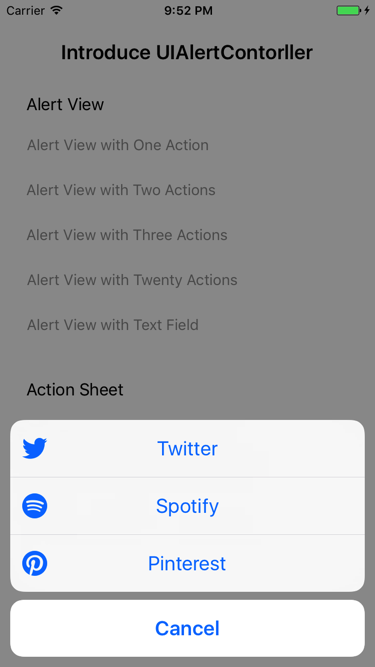 Carrier 9:52 PM
Introduce UIAlertContorller
Alert View
Alert View with One Action
Alert View with Two Actions
Alert View with Three Actions
Alert View with Twenty Actions
Alert View with Text Field
Action Sheet
Twitter
Spotify
Pinterest
Cancel